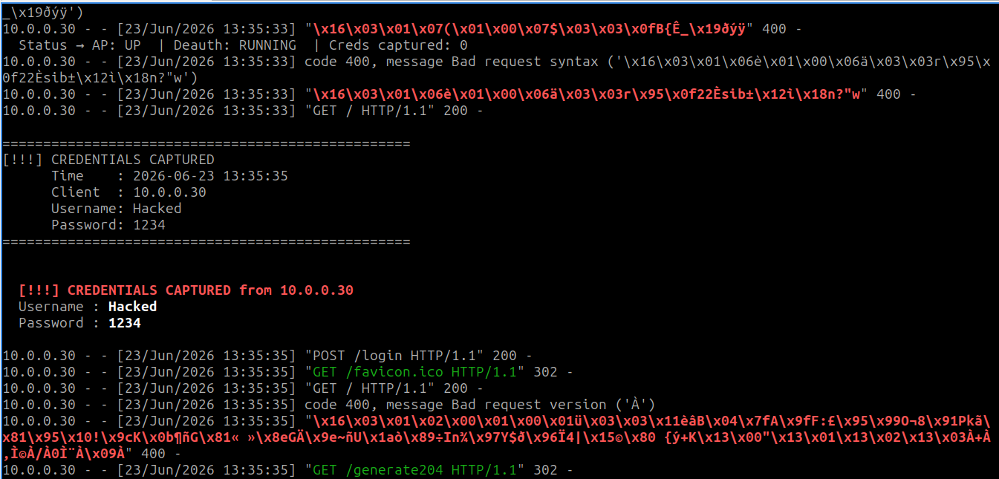 _\x19ðýÿ')
10.0.0.30 - - [23/Jun/2026 13:35:33] "\x16\x03\x01\x07(\x01\x00\x07$\x03\x03\x0fB{Ê_\x19ðýÿ" 400 -
Status → AP: UP | Deauth: RUNNING | Creds captured: 0
10.0.0.30 - - [23/Jun/2026 13:35:33] code 400, message Bad request syntax ('\x16\x03\x01\x06è\x01\x00\x06ä\x03\x03r\x95\x
0f22Èsib±\x12ì\x18n?"w')
10.0.0.30 - - [23/Jun/2026 13:35:33] "\x16\x03\x01\x06è\x01\x00\x06ä\x03\x03r\x95\x0f22Èsib±\x12ì\x18n?"w" 400 -
10.0.0.30 - - [23/Jun/2026 13:35:33] "GET / HTTP/1.1" 200 -
==================================================
[!!!] CREDENTIALS CAPTURED
Time : 2026-06-23 13:35:35
Client : 10.0.0.30
Username: Hacked
Password: 1234
==================================================
[!!!] CREDENTIALS CAPTURED from 10.0.0.30
Username : Hacked
Password : 1234
10.0.0.30 - - [23/Jun/2026 13:35:35] "POST /login HTTP/1.1" 200 -
10.0.0.30 - - [23/Jun/2026 13:35:35] "GET /favicon.ico HTTP/1.1" 302 -
10.0.0.30 - - [23/Jun/2026 13:35:35] "GET / HTTP/1.1" 200 -
10.0.0.30 - - [23/Jun/2026 13:35:35] code 400, message Bad request version ('À')
10.0.0.30 - - [23/Jun/2026 13:35:35] "\x16\x03\x01\x02\x00\x01\x00\x01ü\x03\x03\x11èâB\x04\x7fA\x9fF:£\x95\x99O¬8\x91Pkã\
x81\x95\x10!\x9cK\x0b¶ñG\x81« »\x8eGÄ\x9e~ñU\x1aò\x89÷In¾\x97Y$ð\x96Ï4|\x15©\x80 {ý+K\x13\x00"\x13\x01\x13\x02\x13\x03À+À
/Ì©Ì¨À,À0À
10.0.0.30 - - [23/Jun/2026 13:35:35] "GET /generate204 HTTP/1.1" 302 -